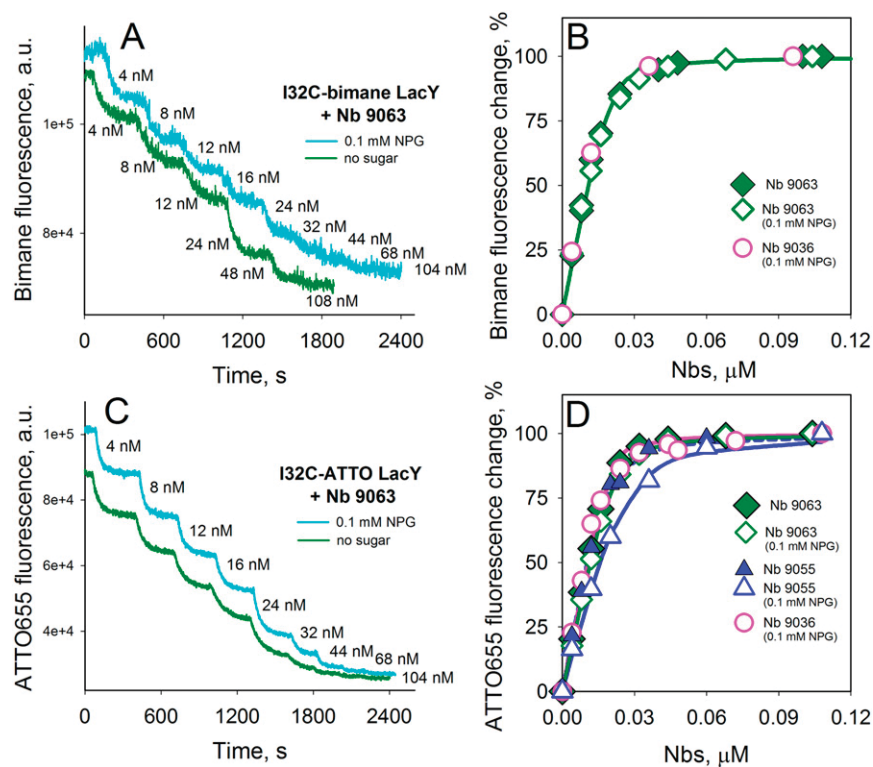 A
Bimane fluorescence, a.u.
1e+5
8e+4
4 nM
8 nM
12 nM
16 nM
24 nM
32 nM
44 nM
68 nM
104 nM
4 nM
8 nM
12 nM
24 nM
48 nM
108 nM
I32C-bimane LacY
+ Nb 9063
0.1 mM NPG
no sugar
0 600 1200 1800 2400
Time, s
B
Bimane fluorescence change, %
100
75
50
25
0
Nb 9063
Nb 9063
(0.1 mM NPG)
Nb 9036
(0.1 mM NPG)
0.00 0.03 0.06 0.09 0.12
Nbs, μM
C
ATTO655 fluorescence, a.u.
1e+5
8e+4
6e+4
4e+4
4 nM
8 nM
12 nM
16 nM
24 nM
32 nM
44 nM
68 nM
104 nM
I32C-ATTO LacY
+ Nb 9063
0.1 mM NPG
no sugar
0 600 1200 1800 2400
Time, s
D
ATTO655 fluorescence change, %
100
75
50
25
0
Nb 9063
Nb 9063
(0.1 mM NPG)
Nb 9055
Nb 9055
(0.1 mM NPG)
Nb 9036
(0.1 mM NPG)
0.00 0.03 0.06 0.09 0.12
Nbs, μM